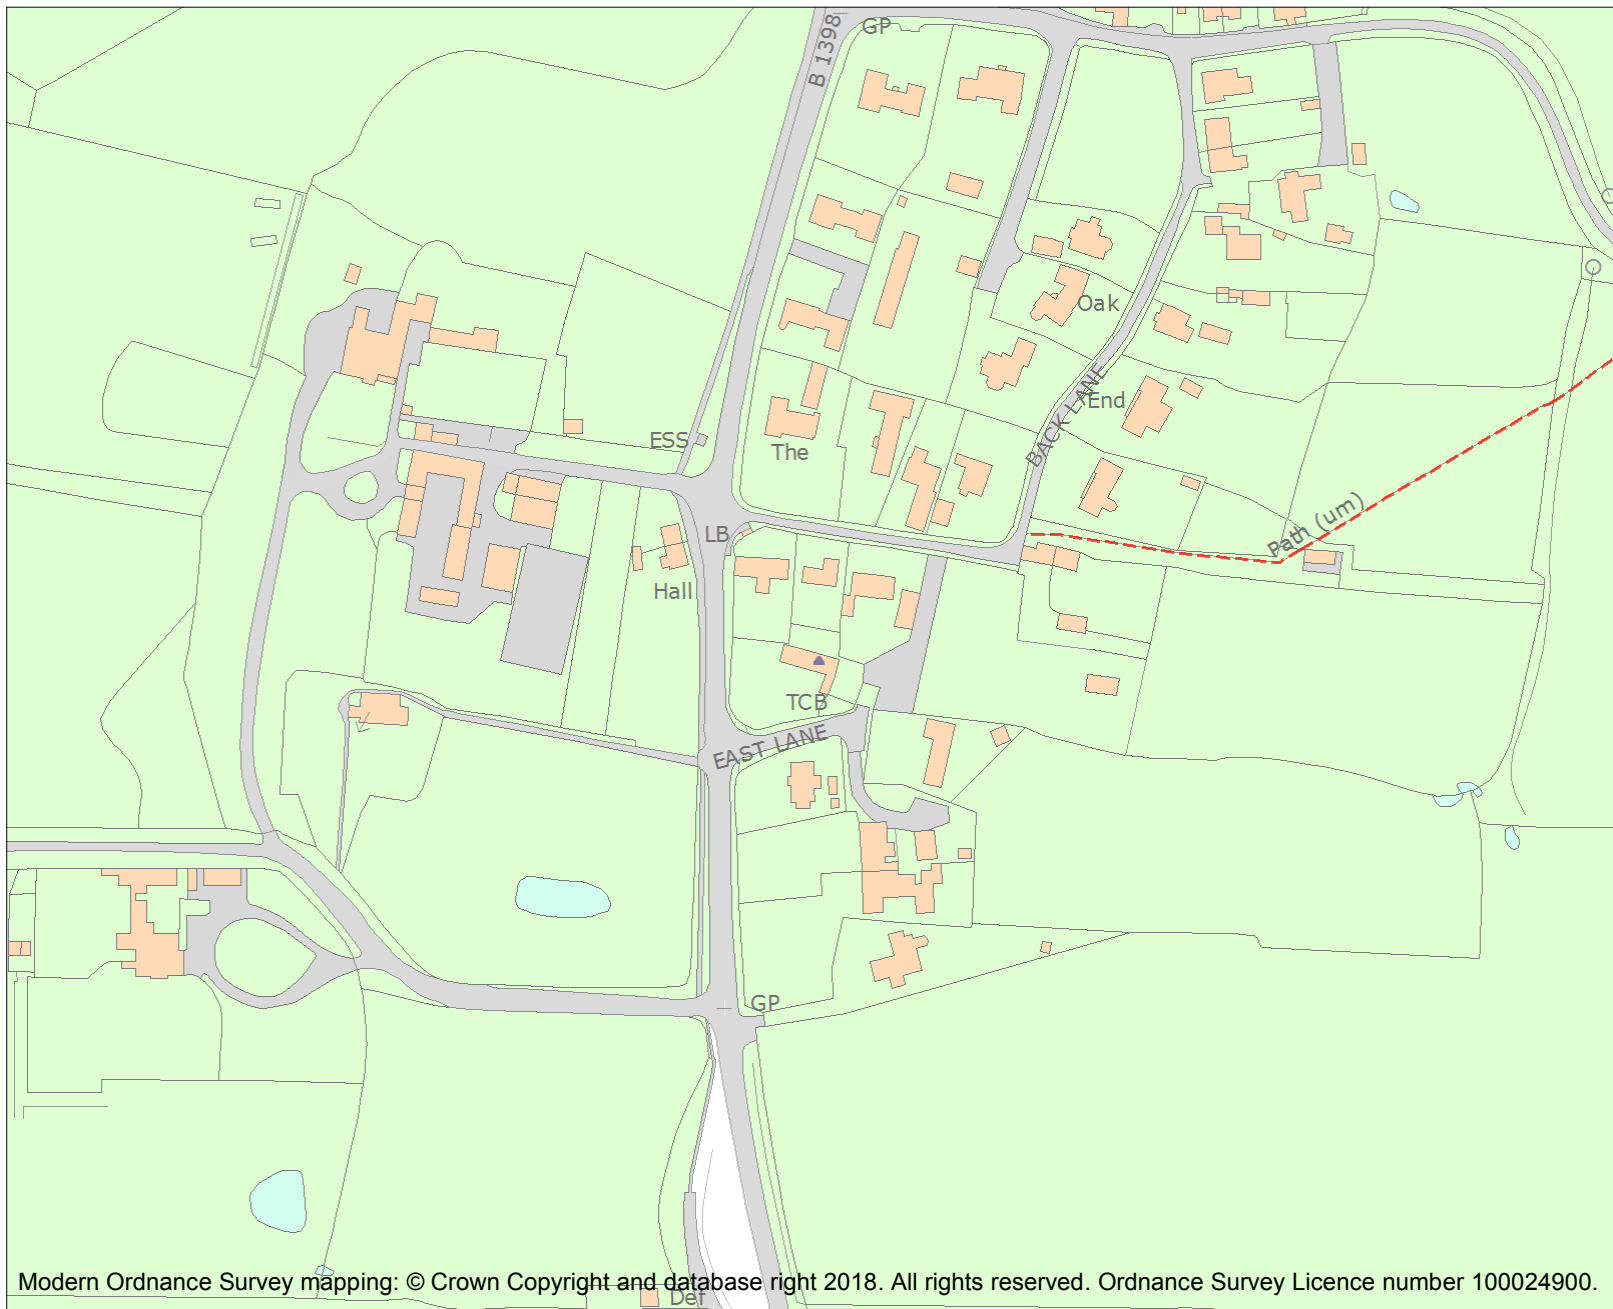 GP
B 1398
Oak
End
BACK LANE
ESS
The
LB
Path (um)
Hall
TCB
EAST LANE
GP
Modern Ordnance Survey mapping: © Crown Copyright and database right 2018. All rights reserved. Ordnance Survey Licence number 100024900.
Def